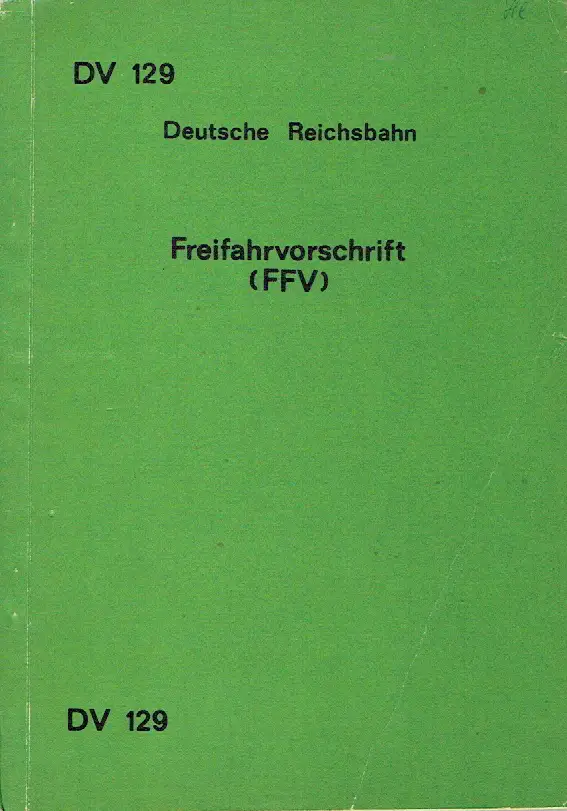 DV 129
Deutsche Reichsbahn
Freifahrvorschrift
(FFV)
DV 129